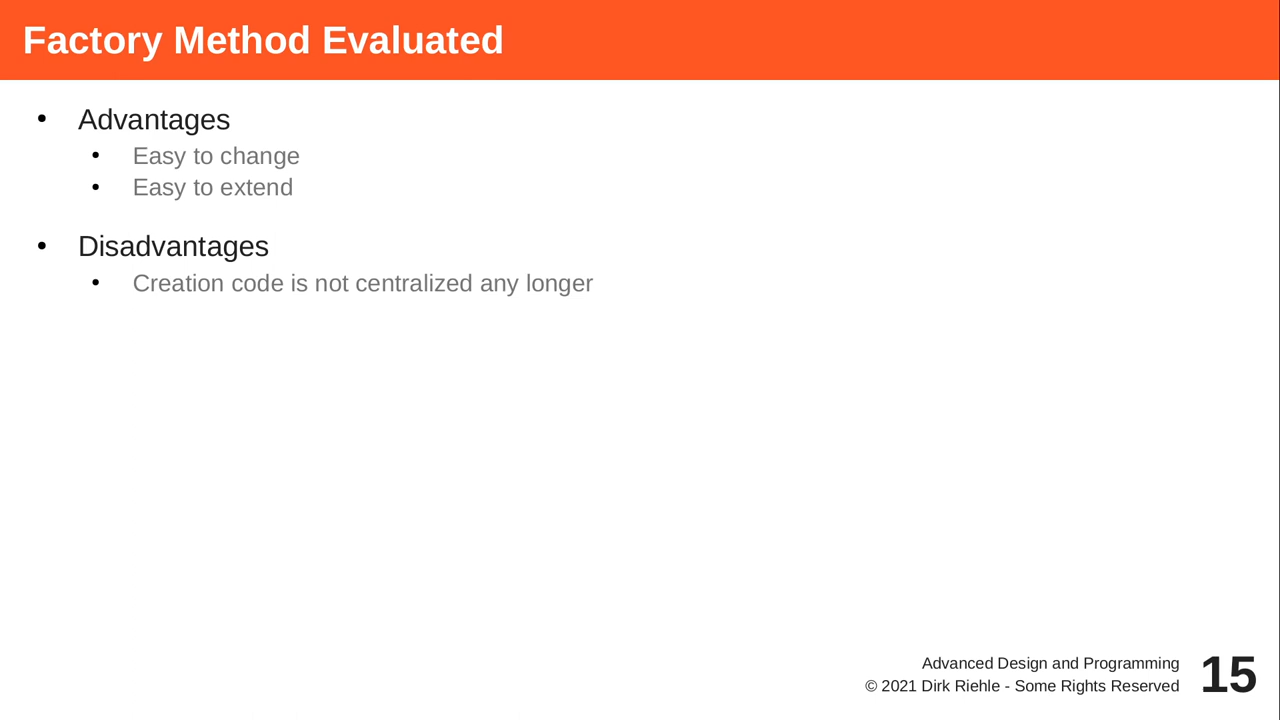 Factory Method Evaluated
• Advantages
• Easy to change
• Easy to extend
• Disadvantages
• Creation code is not centralized any longer
Advanced Design and Programming
© 2021 Dirk Riehle - Some Rights Reserved
15